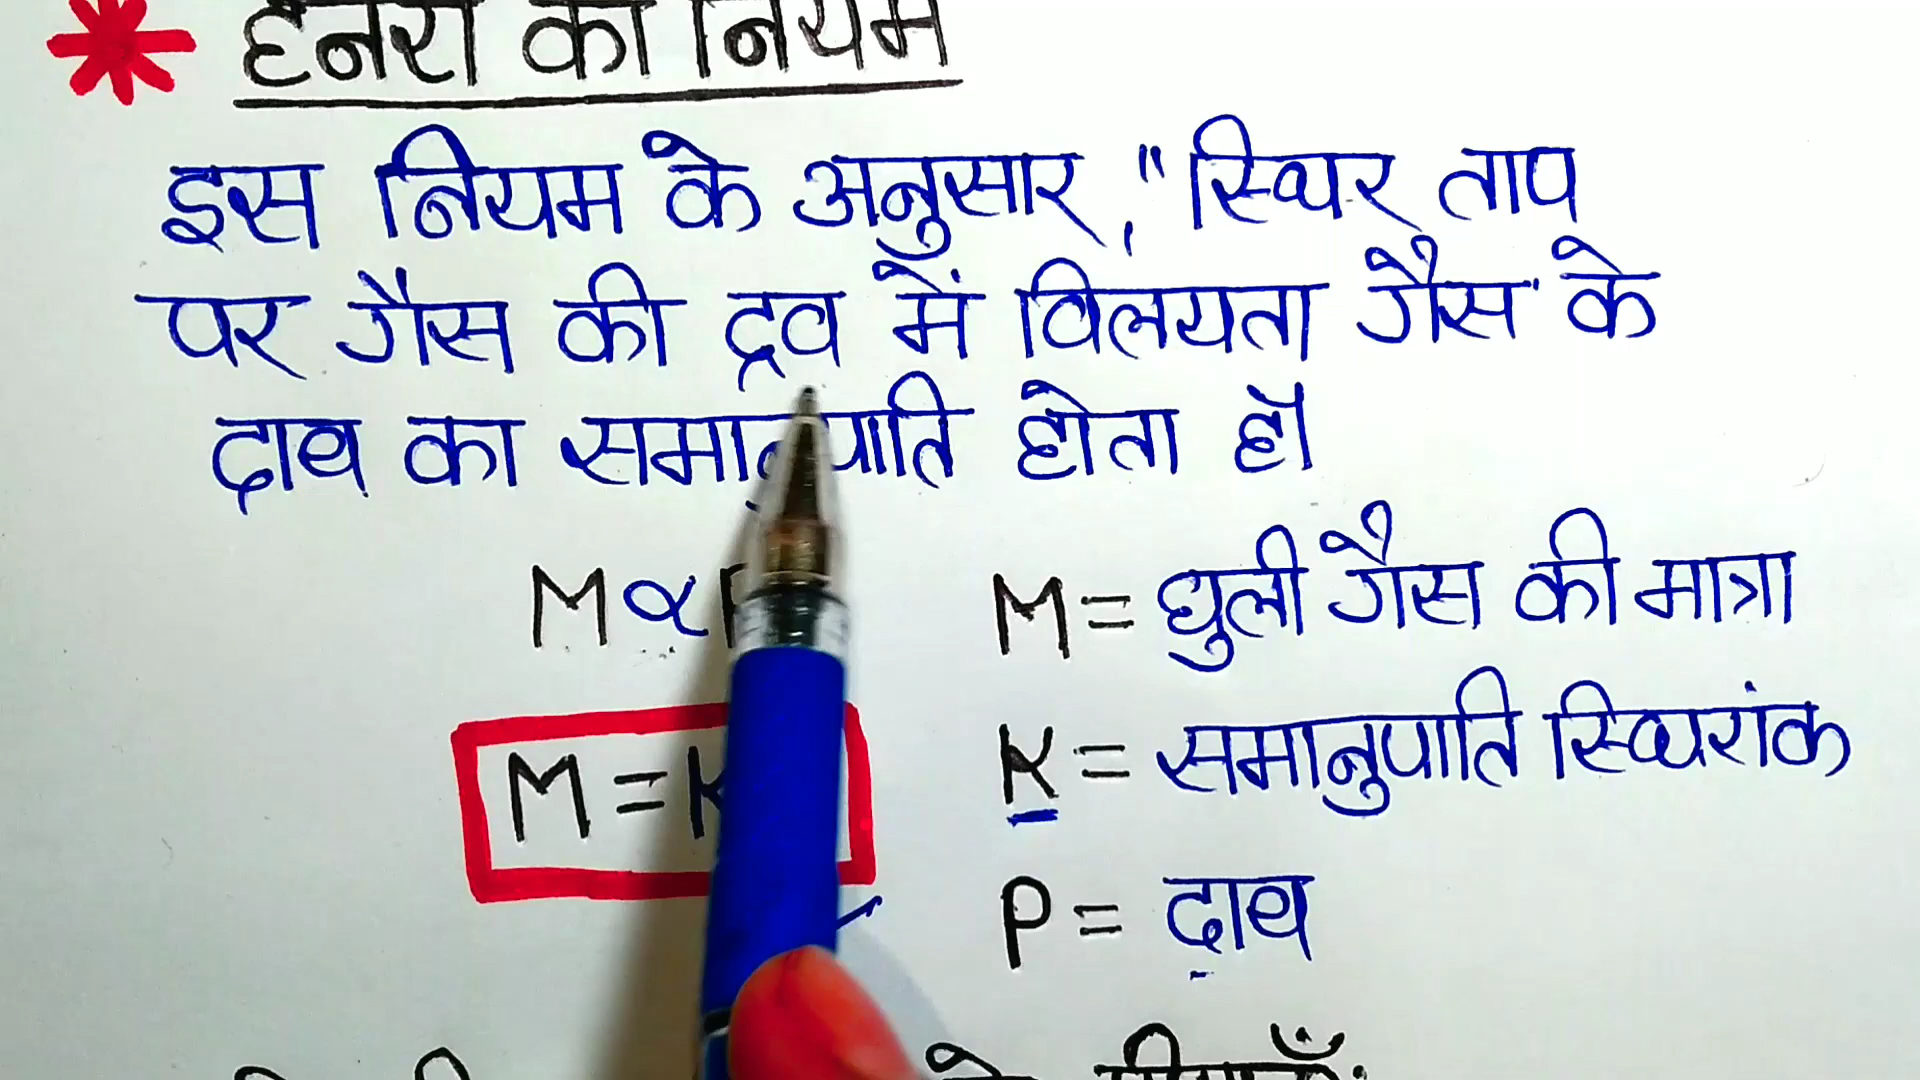 हेनरी का नियम
इस नियम के अनुसार, "स्थिर ताप
पर गैस की द्रव में विलयता गैस के
दाब का समानुपाति होता हैं
M ∝ P M = घुली गैस की मात्रा
M = K K = समानुपाति स्थिरांक
P = दाब